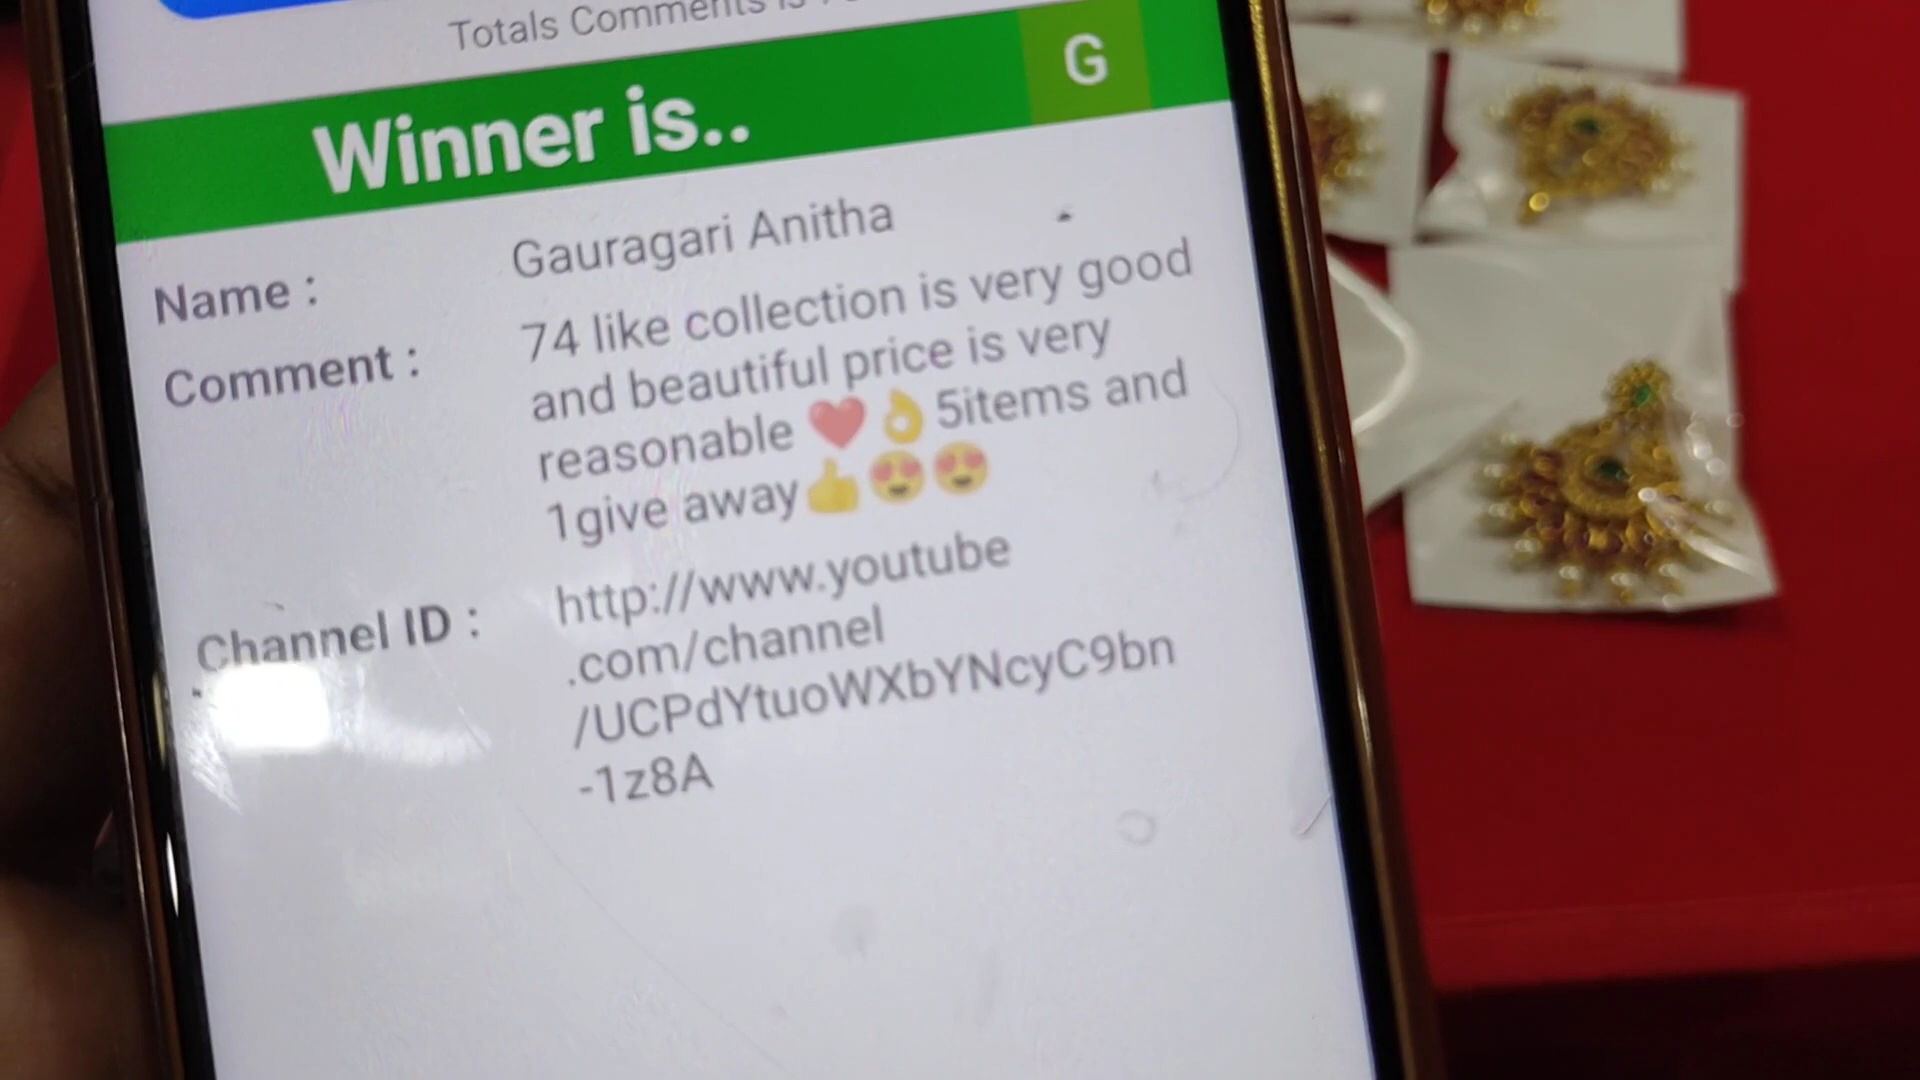 Totals Comments is
Winner is..
G
Name :
Gauragari Anitha
Comment :
74 like collection is very good
and beautiful price is very
reasonable ❤️👌 5items and
1give away👍😍😍
Channel ID :
http://www.youtube
.com/channel
/UCPdYtuoWXbYNcyC9bn
-1z8A